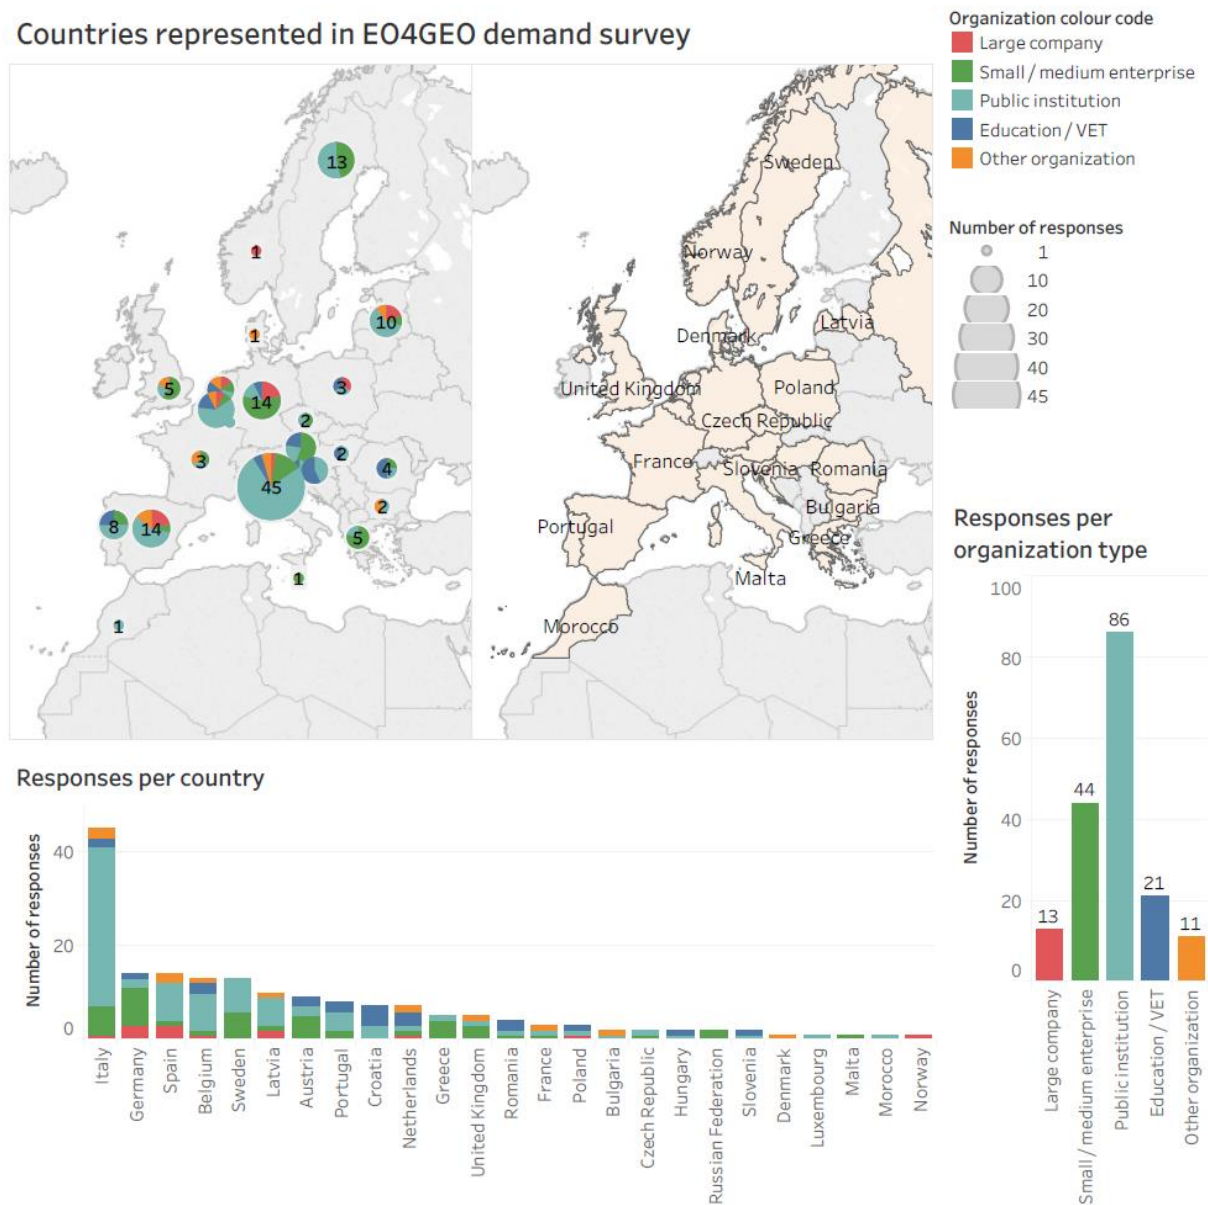 Countries represented in EO4GEO demand survey
13
1
10
1
5
14
3
2
2
3
45
4
2
8
14
5
1
1
Sweden
Norway
Denmark
Latvia
United Kingdom
Poland
Czech Republic
France
Slovenia
Romania
Bulgaria
Portugal
Greece
Malta
Morocco
Organization colour code
Large company
Small / medium enterprise
Public institution
Education / VET
Other organization
Number of responses
1
10
20
30
40
45
Responses per
organization type
Number of responses
100
80
60
40
20
0
13
44
86
21
11
Large company
Small / medium enterprise
Public institution
Education / VET
Other organization
Responses per country
Number of responses
40
20
0
Italy
Germany
Spain
Belgium
Sweden
Latvia
Austria
Portugal
Croatia
Netherlands
Greece
United Kingdom
Romania
France
Poland
Bulgaria
Czech Republic
Hungary
Russian Federation
Slovenia
Denmark
Luxembourg
Malta
Morocco
Norway